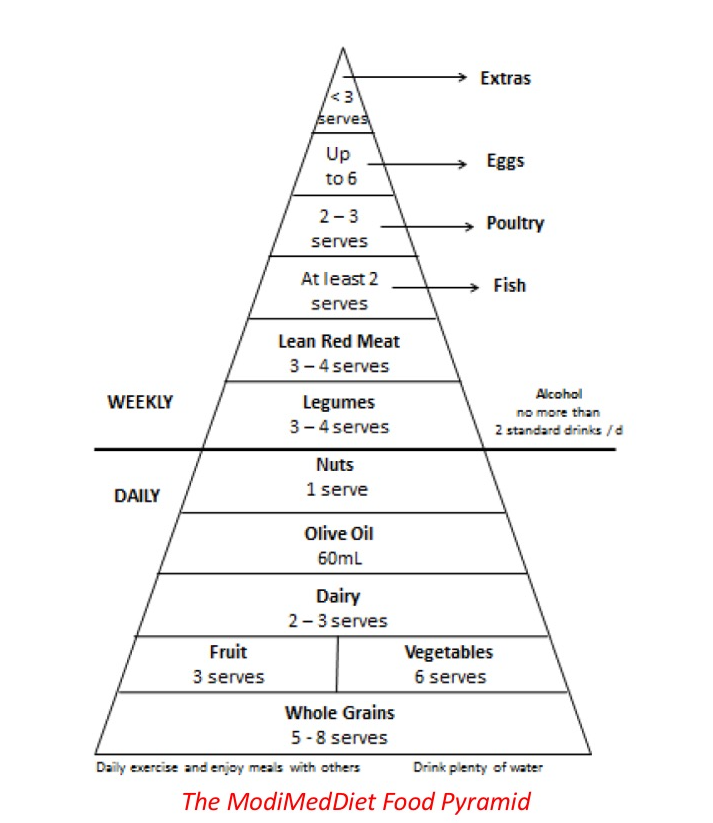 Extras
< 3
serves
Up
to 6
Eggs
2 – 3
serves
Poultry
At least 2
serves
Fish
Lean Red Meat
3 – 4 serves
WEEKLY
Legumes
3 – 4 serves
Alcohol
no more than
2 standard drinks / d
DAILY
Nuts
1 serve
Olive Oil
60mL
Dairy
2 – 3 serves
Fruit
3 serves
Vegetables
6 serves
Whole Grains
5 - 8 serves
Daily exercise and enjoy meals with others
Drink plenty of water
The ModiMedDiet Food Pyramid